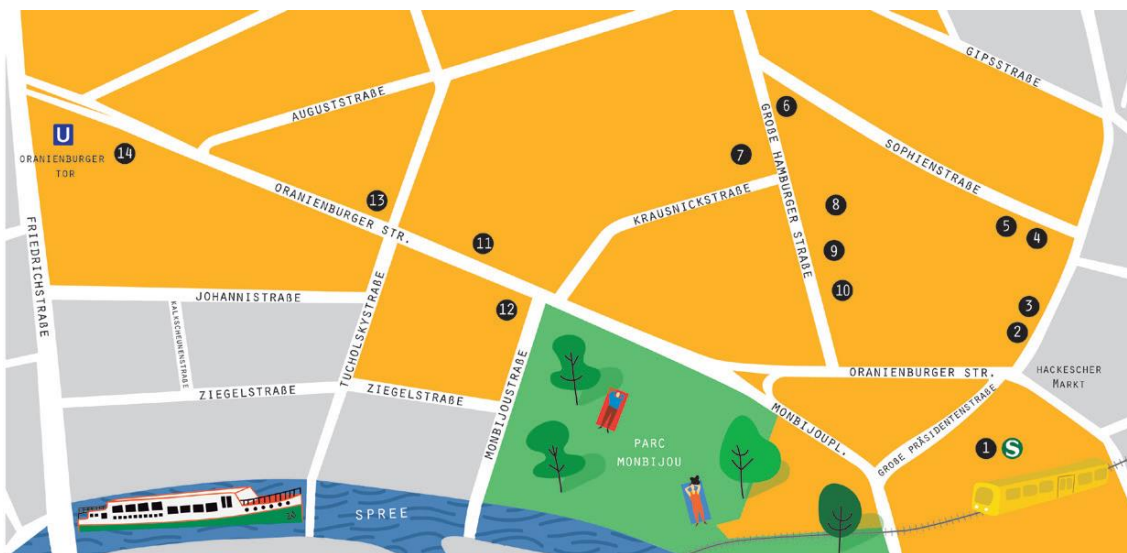 GIPSSTRASSE
AUGUSTSTRAßE
6
U
ORANIENBURGER
TOR
14
7
GROßE HAMBURGER STRAßE
SOPHIENSTRAßE
13
ORANIENBURGER STR.
KRAUSNICKSTRAßE
8
5
4
11
9
FRIEDRICHSTRAßE
JOHANNISTRAßE
KALKSCHEUNENSTRAßE
TUCHOLSKYSTRAßE
12
10
3
2
ZIEGELSTRAßE
ZIEGELSTRAßE
MONBIJOUSTRAßE
ORANIENBURGER STR.
HACKESCHER
MARKT
MONBIJOUPL.
GROßE PRÄSIDENTENSTRAßE
PARC
MONBIJOU
1
S
SPREE